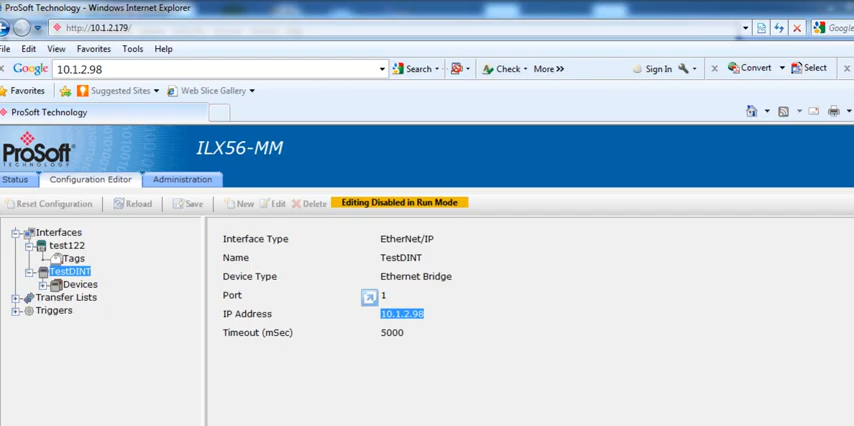 ProSoft Technology - Windows Internet Explorer
http://10.1.2.179/
Google
File Edit View Favorites Tools Help
Google 10.1.2.98 Search Check More Sign In Convert Select
Favorites Suggested Sites Web Slice Gallery
ProSoft Technology
ProSoft
TECHNOLOGY
ILX56-MM
Status Configuration Editor Administration
Reset Configuration Reload Save New Edit Delete Editing Disabled in Run Mode
Interfaces
test122
Tags
TestDINT
Devices
Transfer Lists
Triggers
Interface Type EtherNet/IP
Name TestDINT
Device Type Ethernet Bridge
Port 1
IP Address 10.1.2.98
Timeout (mSec) 5000